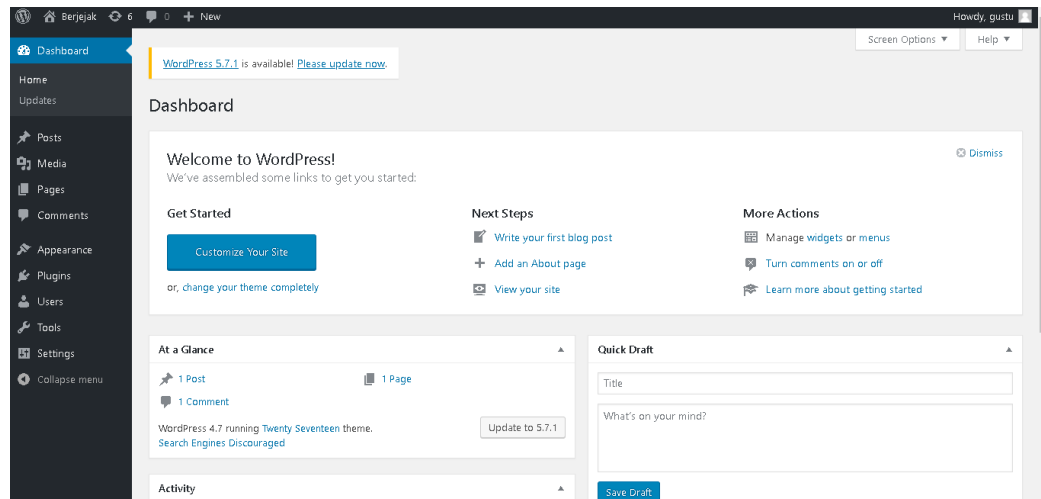 Berjejak 6 0 New Howdy, gustu
Screen Options Help
Dashboard
Home
Updates
Posts
Media
Pages
Comments
Appearance
Plugins
Users
Tools
Settings
Collapse menu
WordPress 5.7.1 is available! Please update now.
Dashboard
Welcome to WordPress!
We've assembled some links to get you started:
Dismiss
Get Started
Customize Your Site
or, change your theme completely
Next Steps
Write your first blog post
Add an About page
View your site
More Actions
Manage widgets or menus
Turn comments on or off
Learn more about getting started
At a Glance
1 Post 1 Page
1 Comment
WordPress 4.7 running Twenty Seventeen theme.
Update to 5.7.1
Search Engines Discouraged
Activity
Quick Draft
Title
What's on your mind?
Save Draft